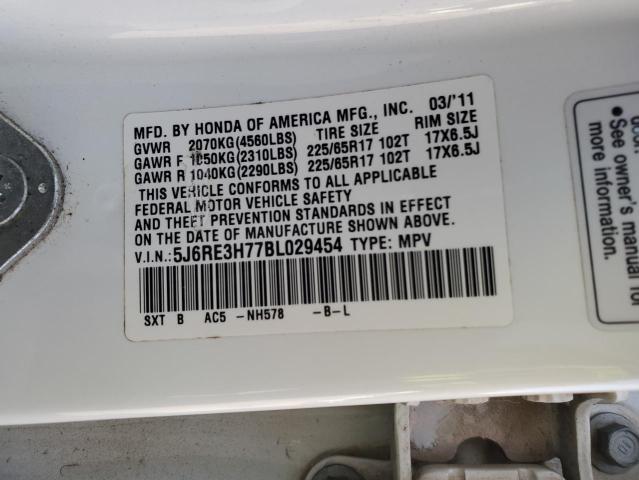 MFD. BY HONDA OF AMERICA MFG., INC. 03/'11
GVWR 2070KG(4560LBS) TIRE SIZE RIM SIZE
GAWR F 1050KG(2310LBS) 225/65R17 102T 17X6.5J
GAWR R 1040KG(2290LBS) 225/65R17 102T 17X6.5J
THIS VEHICLE CONFORMS TO ALL APPLICABLE
FEDERAL MOTOR VEHICLE SAFETY
AND THEFT PREVENTION STANDARDS IN EFFECT
ON THE DATE OF MANUFACTURE SHOWN ABOVE.
V.I.N.:5J6RE3H77BL029454 TYPE: MPV
SXT B AC5 -NH578 -B-L
• See owner's
more information.
manual for
10